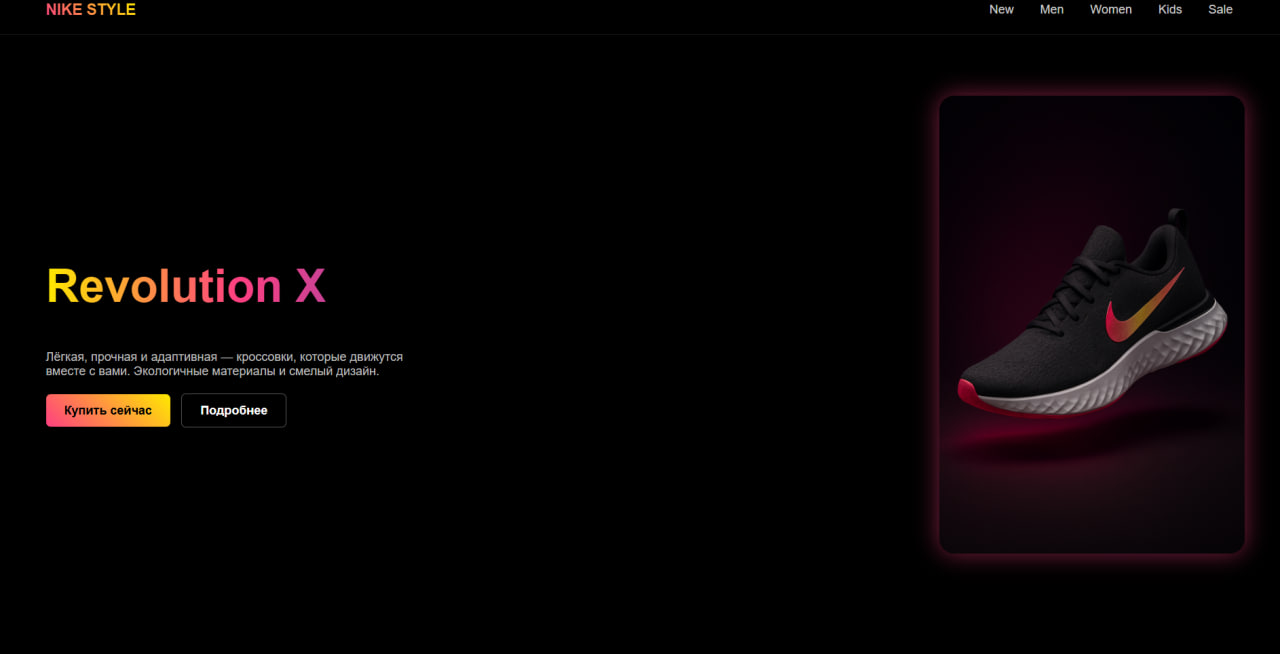 NIKE STYLE
New Men Women Kids Sale
Revolution X
Лёгкая, прочная и адаптивная — кроссовки, которые движутся
вместе с вами. Экологичные материалы и смелый дизайн.
Купить сейчас
Подробнее